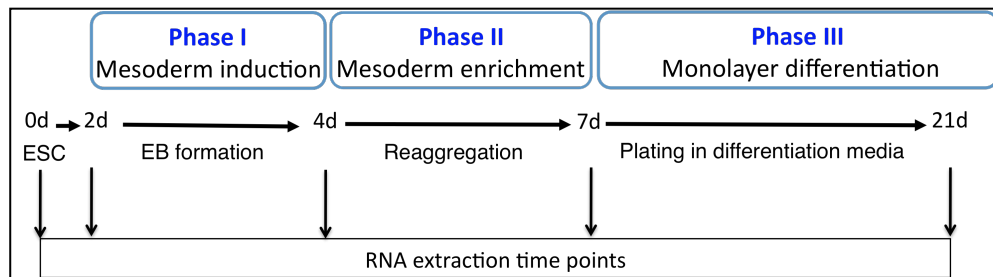 Phase I
Mesoderm induction
Phase II
Mesoderm enrichment
Phase III
Monolayer differentiation
0d 2d 4d 7d 21d
ESC EB formation Reaggregation Plating in differentiation media
RNA extraction time points